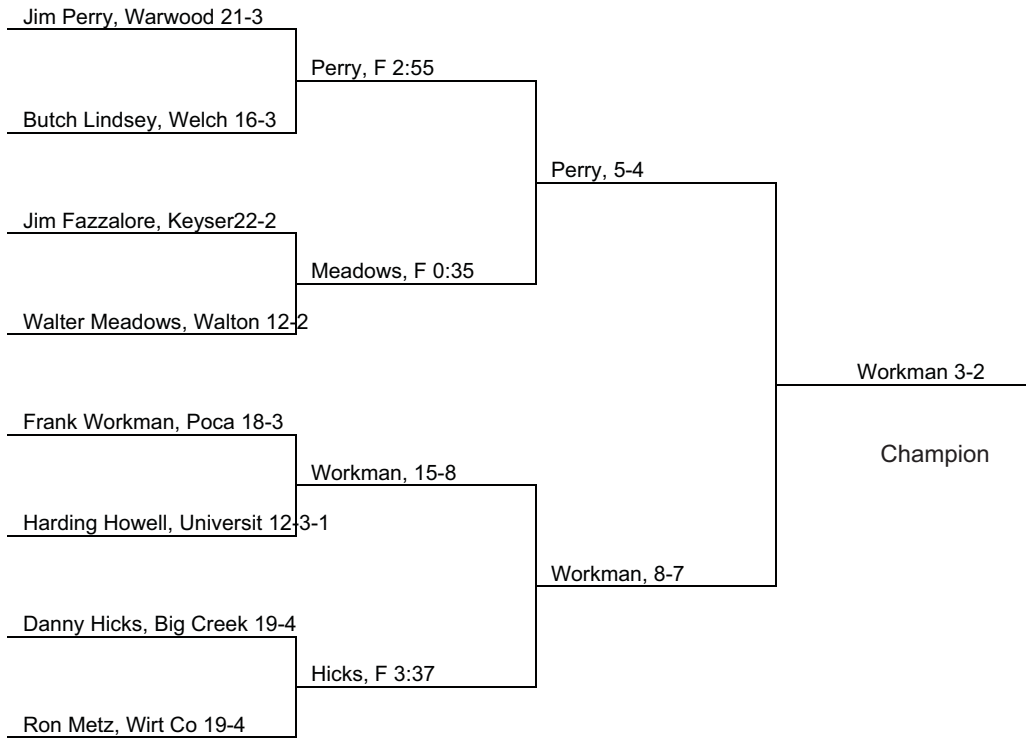 Jim Perry, Warwood 21-3
Perry, F 2:55
Butch Lindsey, Welch 16-3
Perry, 5-4
Jim Fazzalore, Keyser22-2
Meadows, F 0:35
Walter Meadows, Walton 12-2
Workman 3-2
Frank Workman, Poca 18-3
Champion
Workman, 15-8
Harding Howell, Universit 12-3-1
Workman, 8-7
Danny Hicks, Big Creek 19-4
Hicks, F 3:37
Ron Metz, Wirt Co 19-4